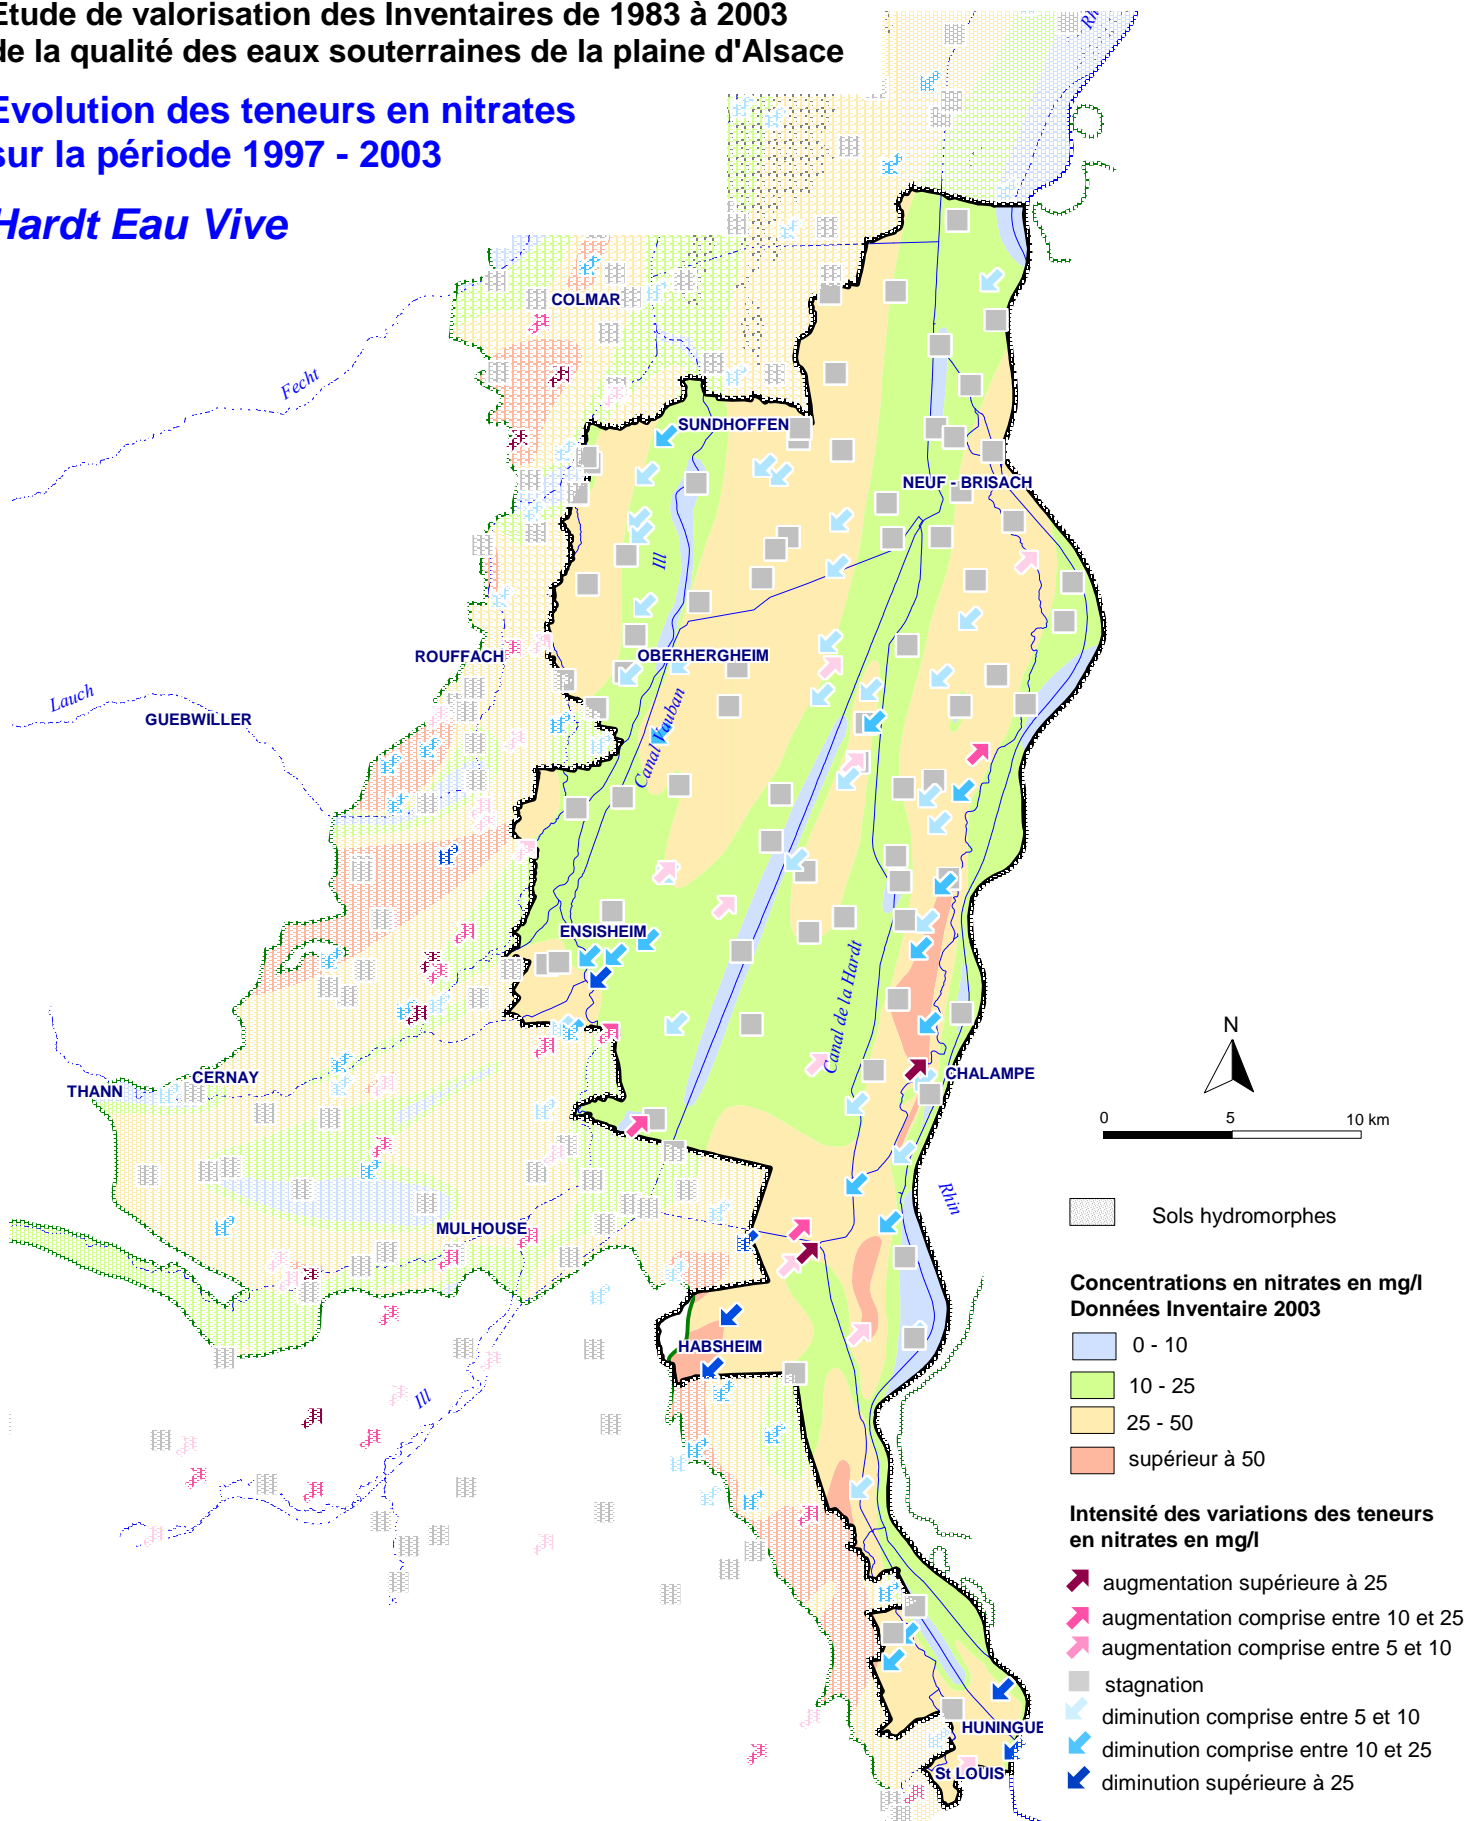 Etude de valorisation des Inventaires de 1983 à 2003
de la qualité des eaux souterraines de la plaine d'Alsace
Evolution des teneurs en nitrates
sur la période 1997 - 2003
Hardt Eau Vive
Rh
COLMAR
Fecht
SUNDHOFFEN
NEUF - BRISACH
Ill
ROUFFACH
OBERHERGHEIM
Lauch
GUEBWILLER
Canal Vauban
ENSISHEIM
Canal de la Hardt
CERNAY
THANN
CHALAMPE
N
0 5 10 km
Rhin
MULHOUSE
Sols hydromorphes
Concentrations en nitrates en mg/l
Données Inventaire 2003
0 - 10
10 - 25
25 - 50
supérieur à 50
HABSHEIM
Ill
Intensité des variations des teneurs
en nitrates en mg/l
augmentation supérieure à 25
augmentation comprise entre 10 et 25
augmentation comprise entre 5 et 10
stagnation
diminution comprise entre 5 et 10
diminution comprise entre 10 et 25
diminution supérieure à 25
HUNINGUE
St LOUIS